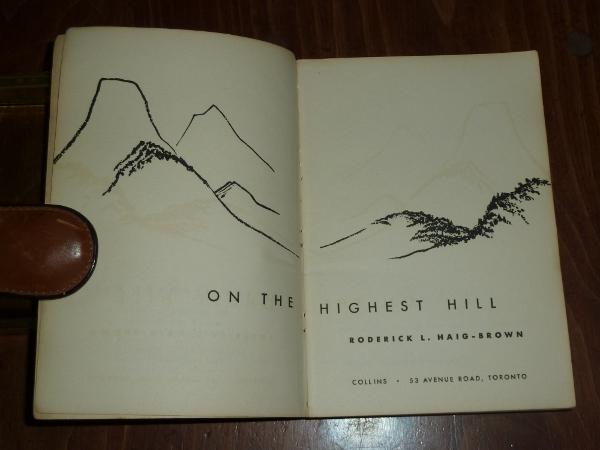 ON THE HIGHEST HILL
RODERICK L. HAIG-BROWN
COLLINS • 53 AVENUE ROAD, TORONTO